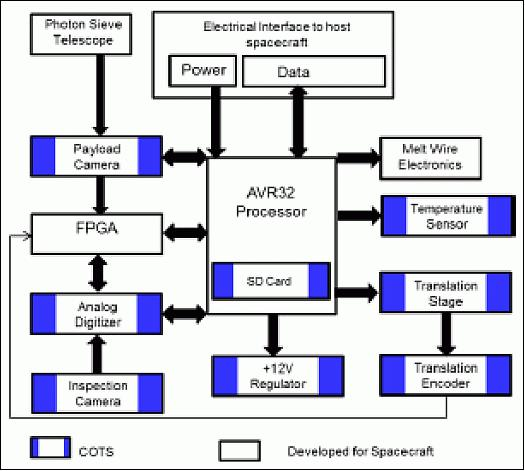 Photon Sieve
Telescope
Electrical Interface to host
spacecraft
Power
Data
Payload
Camera
AVR32
Processor
Melt Wire
Electronics
FPGA
Temperature
Sensor
SD Card
Analog
Digitizer
Translation
Stage
Inspection
Camera
+12V
Regulator
Translation
Encoder
COTS
Developed for Spacecraft